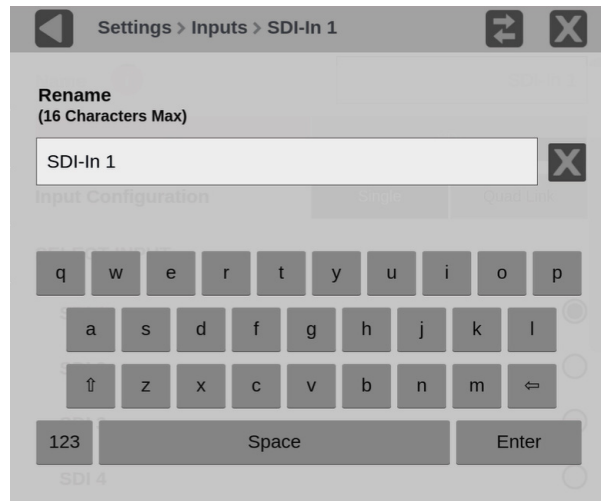 Settings > Inputs > SDI-In 1
Rename
(16 Characters Max)
SDI-In 1
Input Configuration
Single Quad Link
q w e r t y u i o p
a s d f g h j k l
⇧ z x c v b n m ⇦
123 Space Enter
SDI 4